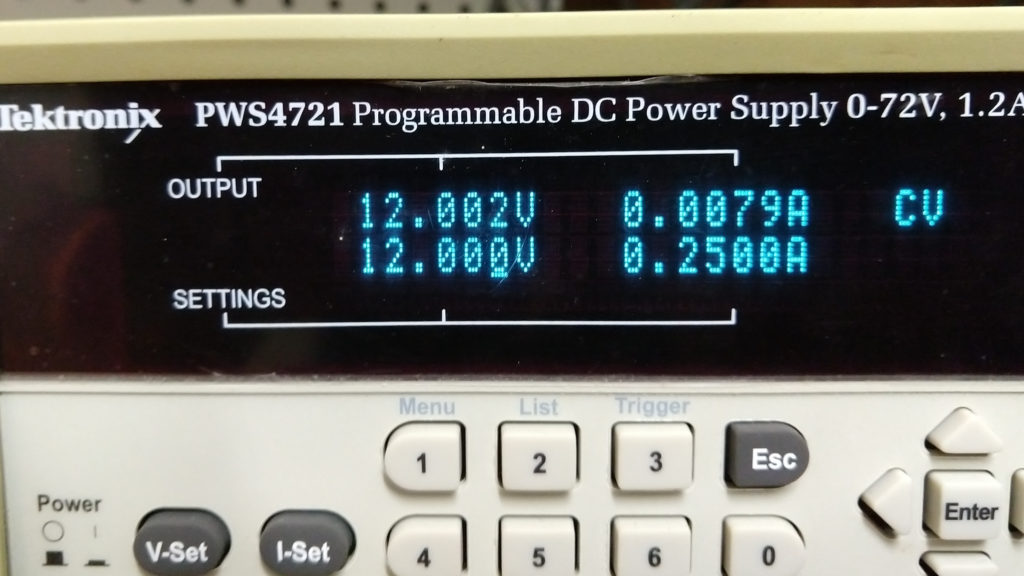 Tektronix PWS4721 Programmable DC Power Supply 0-72V, 1.2A
OUTPUT 12.002V 0.0079A CV
12.000V 0.2500A
SETTINGS
Menu List Trigger
1 2 3 Esc
Power
V-Set I-Set 4 5 6 0
Enter